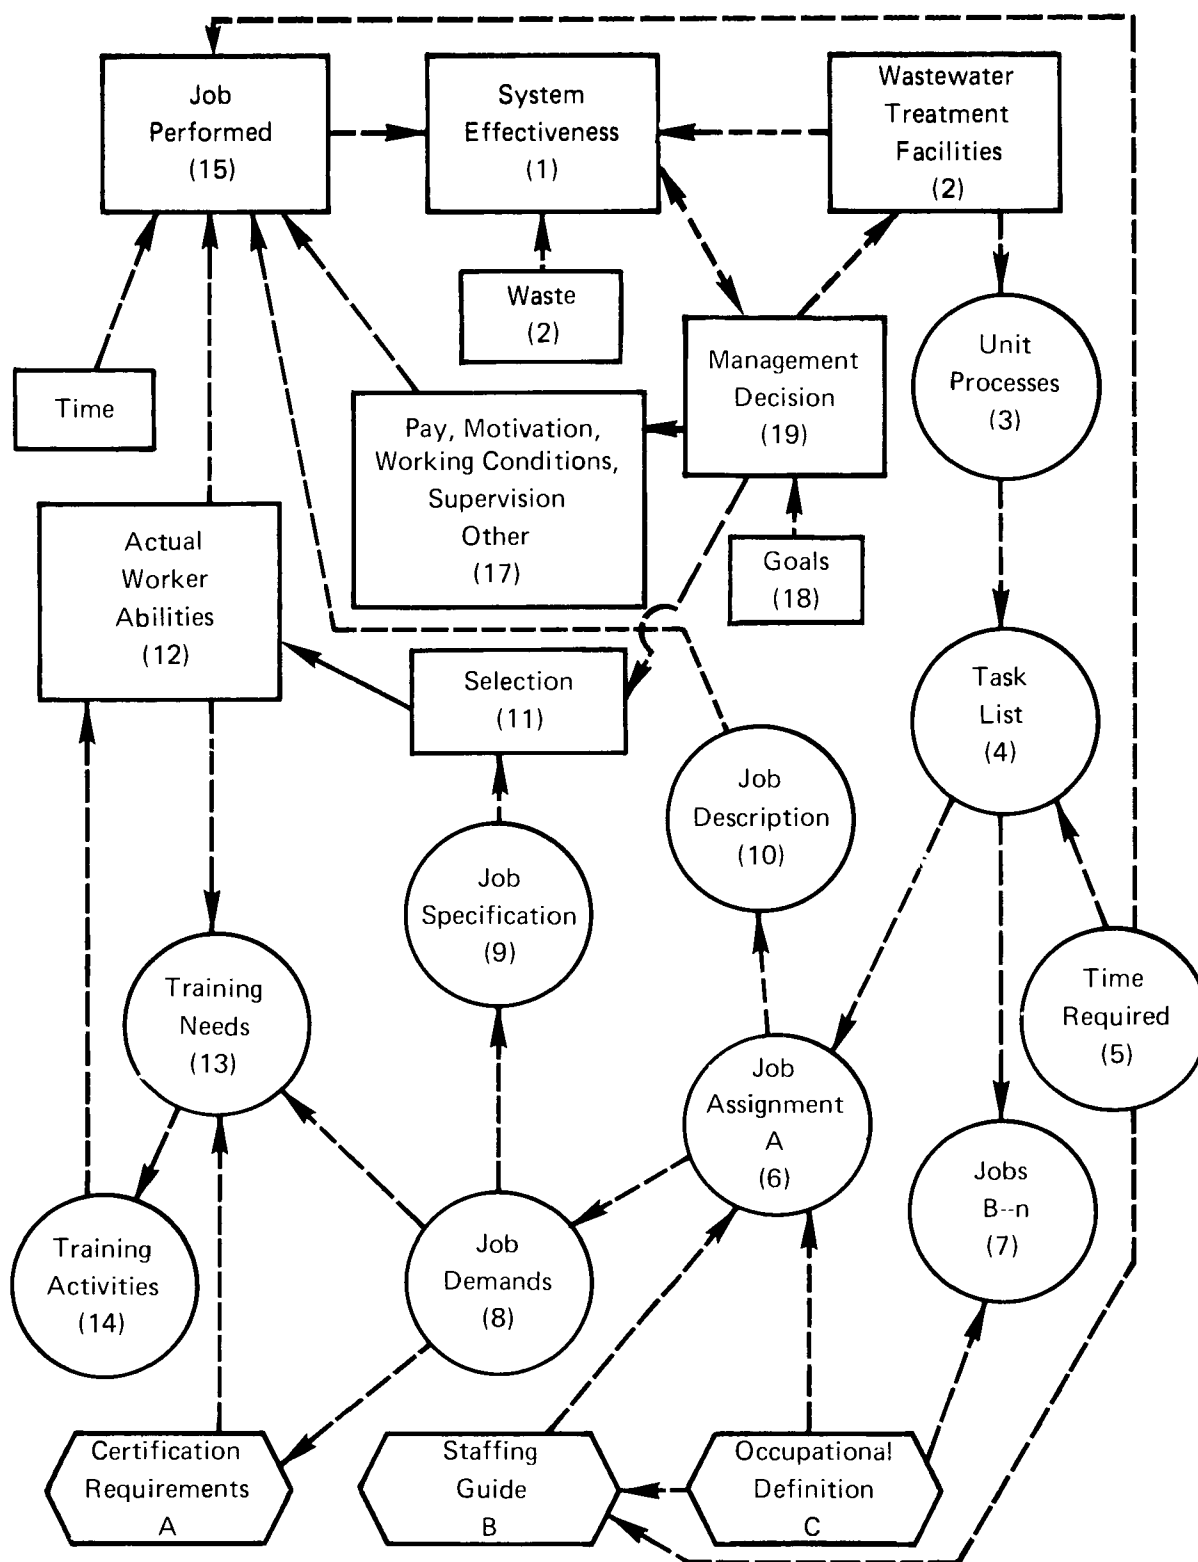 Job
Performed
(15)
System
Effectiveness
(1)
Wastewater
Treatment
Facilities
(2)
Waste
(2)
Time
Management
Decision
(19)
Unit
Processes
(3)
Pay, Motivation,
Working Conditions,
Supervision
Other
(17)
Goals
(18)
Actual
Worker
Abilities
(12)
Selection
(11)
Task
List
(4)
Job
Description
(10)
Job
Specification
(9)
Training
Needs
(13)
Time
Required
(5)
Job
Assignment
A
(6)
Jobs
B--n
(7)
Training
Activities
(14)
Job
Demands
(8)
Certification
Requirements
A
Staffing
Guide
B
Occupational
Definition
C